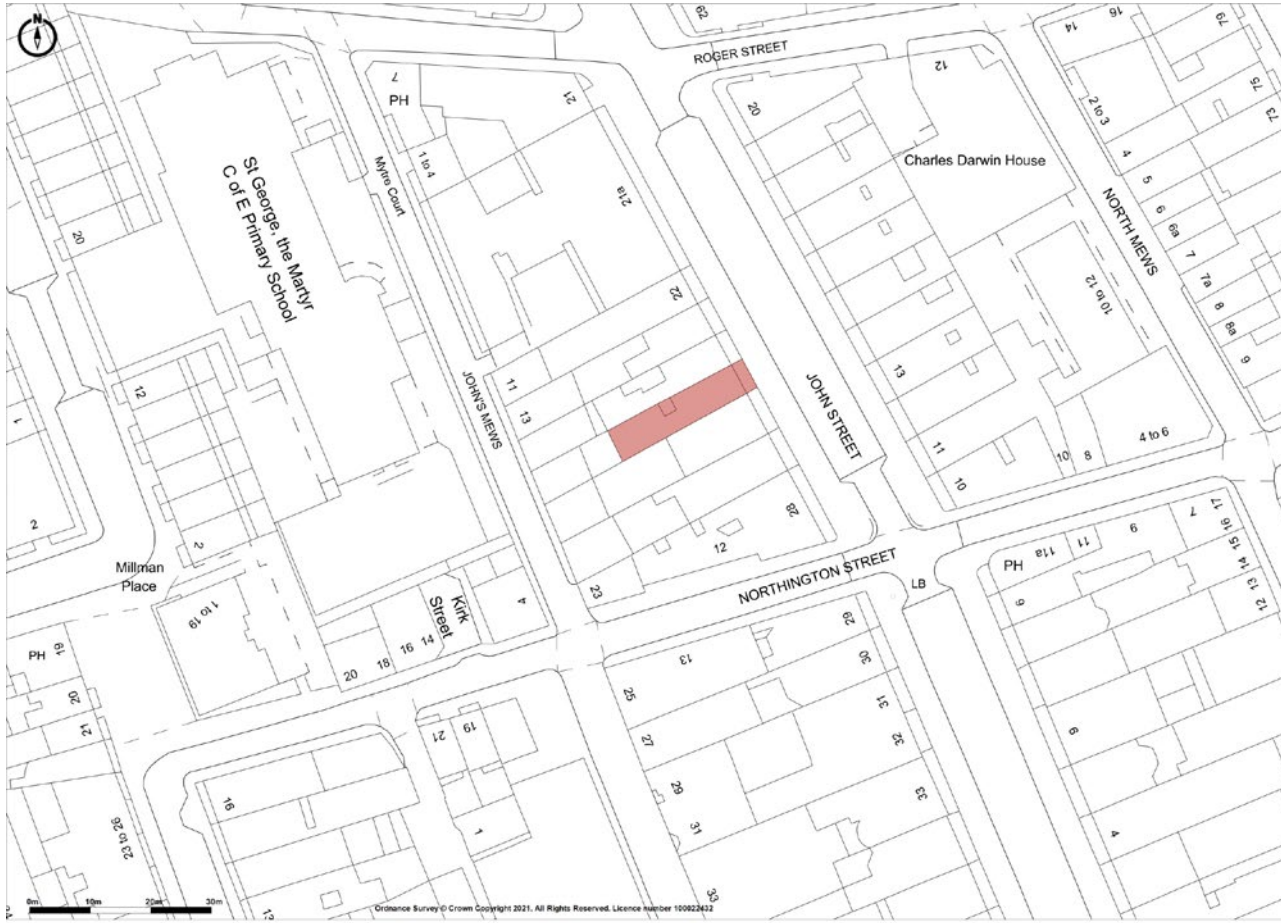 N
62
ROGER STREET
14
16
79
75
73
2 to 3
7
PH
21
20
12
1 to 4
Mytre Court
21a
Charles Darwin House
4
5
6
6a
7
7a
8
8a
9
NORTH MEWS
St George, the Martyr
C of E Primary School
20
22
10 to 12
JOHN'S MEWS
JOHN STREET
11
13
13
12
1
11
10
10
8
4 to 6
2
2
28
12
NORTHINGTON STREET
LB
PH
11a
11
9
7
17
16
15
14
13
12
6
Millman
Place
1 to 19
Kirk
Street
4
23
20
18
16
14
PH
19
20
21
23 to 26
13
29
30
31
32
33
25
27
29
31
33
21
19
1
16
13
9
4
0m
10m
20m
30m
Ordnance Survey © Crown Copyright 2021. All Rights Reserved. Licence number 100022432